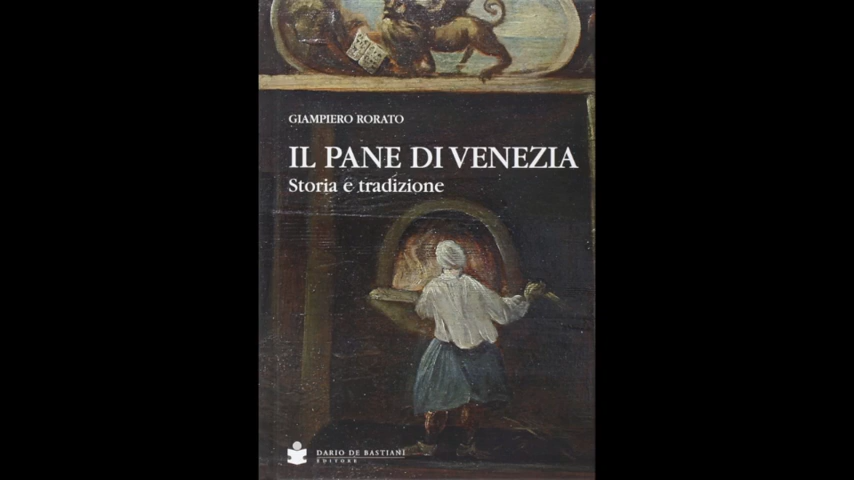 GIAMPIERO RORATO
IL PANE DI VENEZIA
Storia e tradizione
DARIO DE BASTIANI
EDITORE